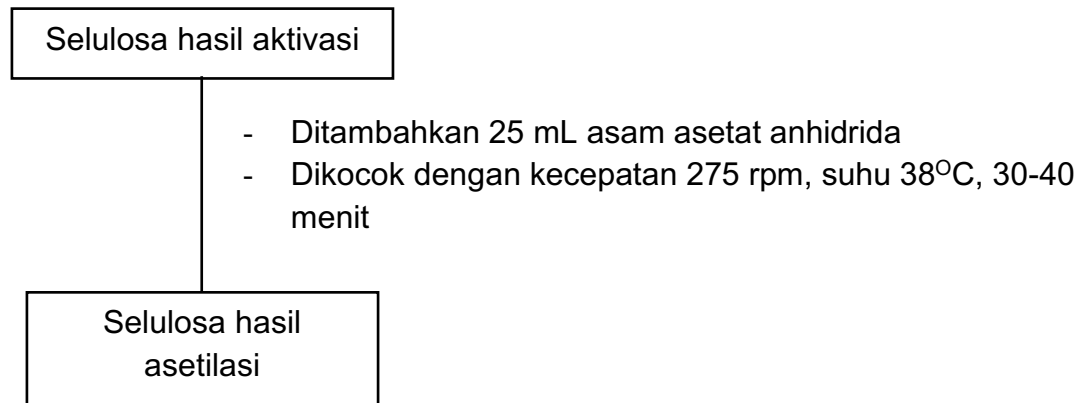 Selulosa hasil aktivasi
- Ditambahkan 25 mL asam asetat anhidrida
- Dikocok dengan kecepatan 275 rpm, suhu 38ᴼC, 30-40
menit
Selulosa hasil
asetilasi